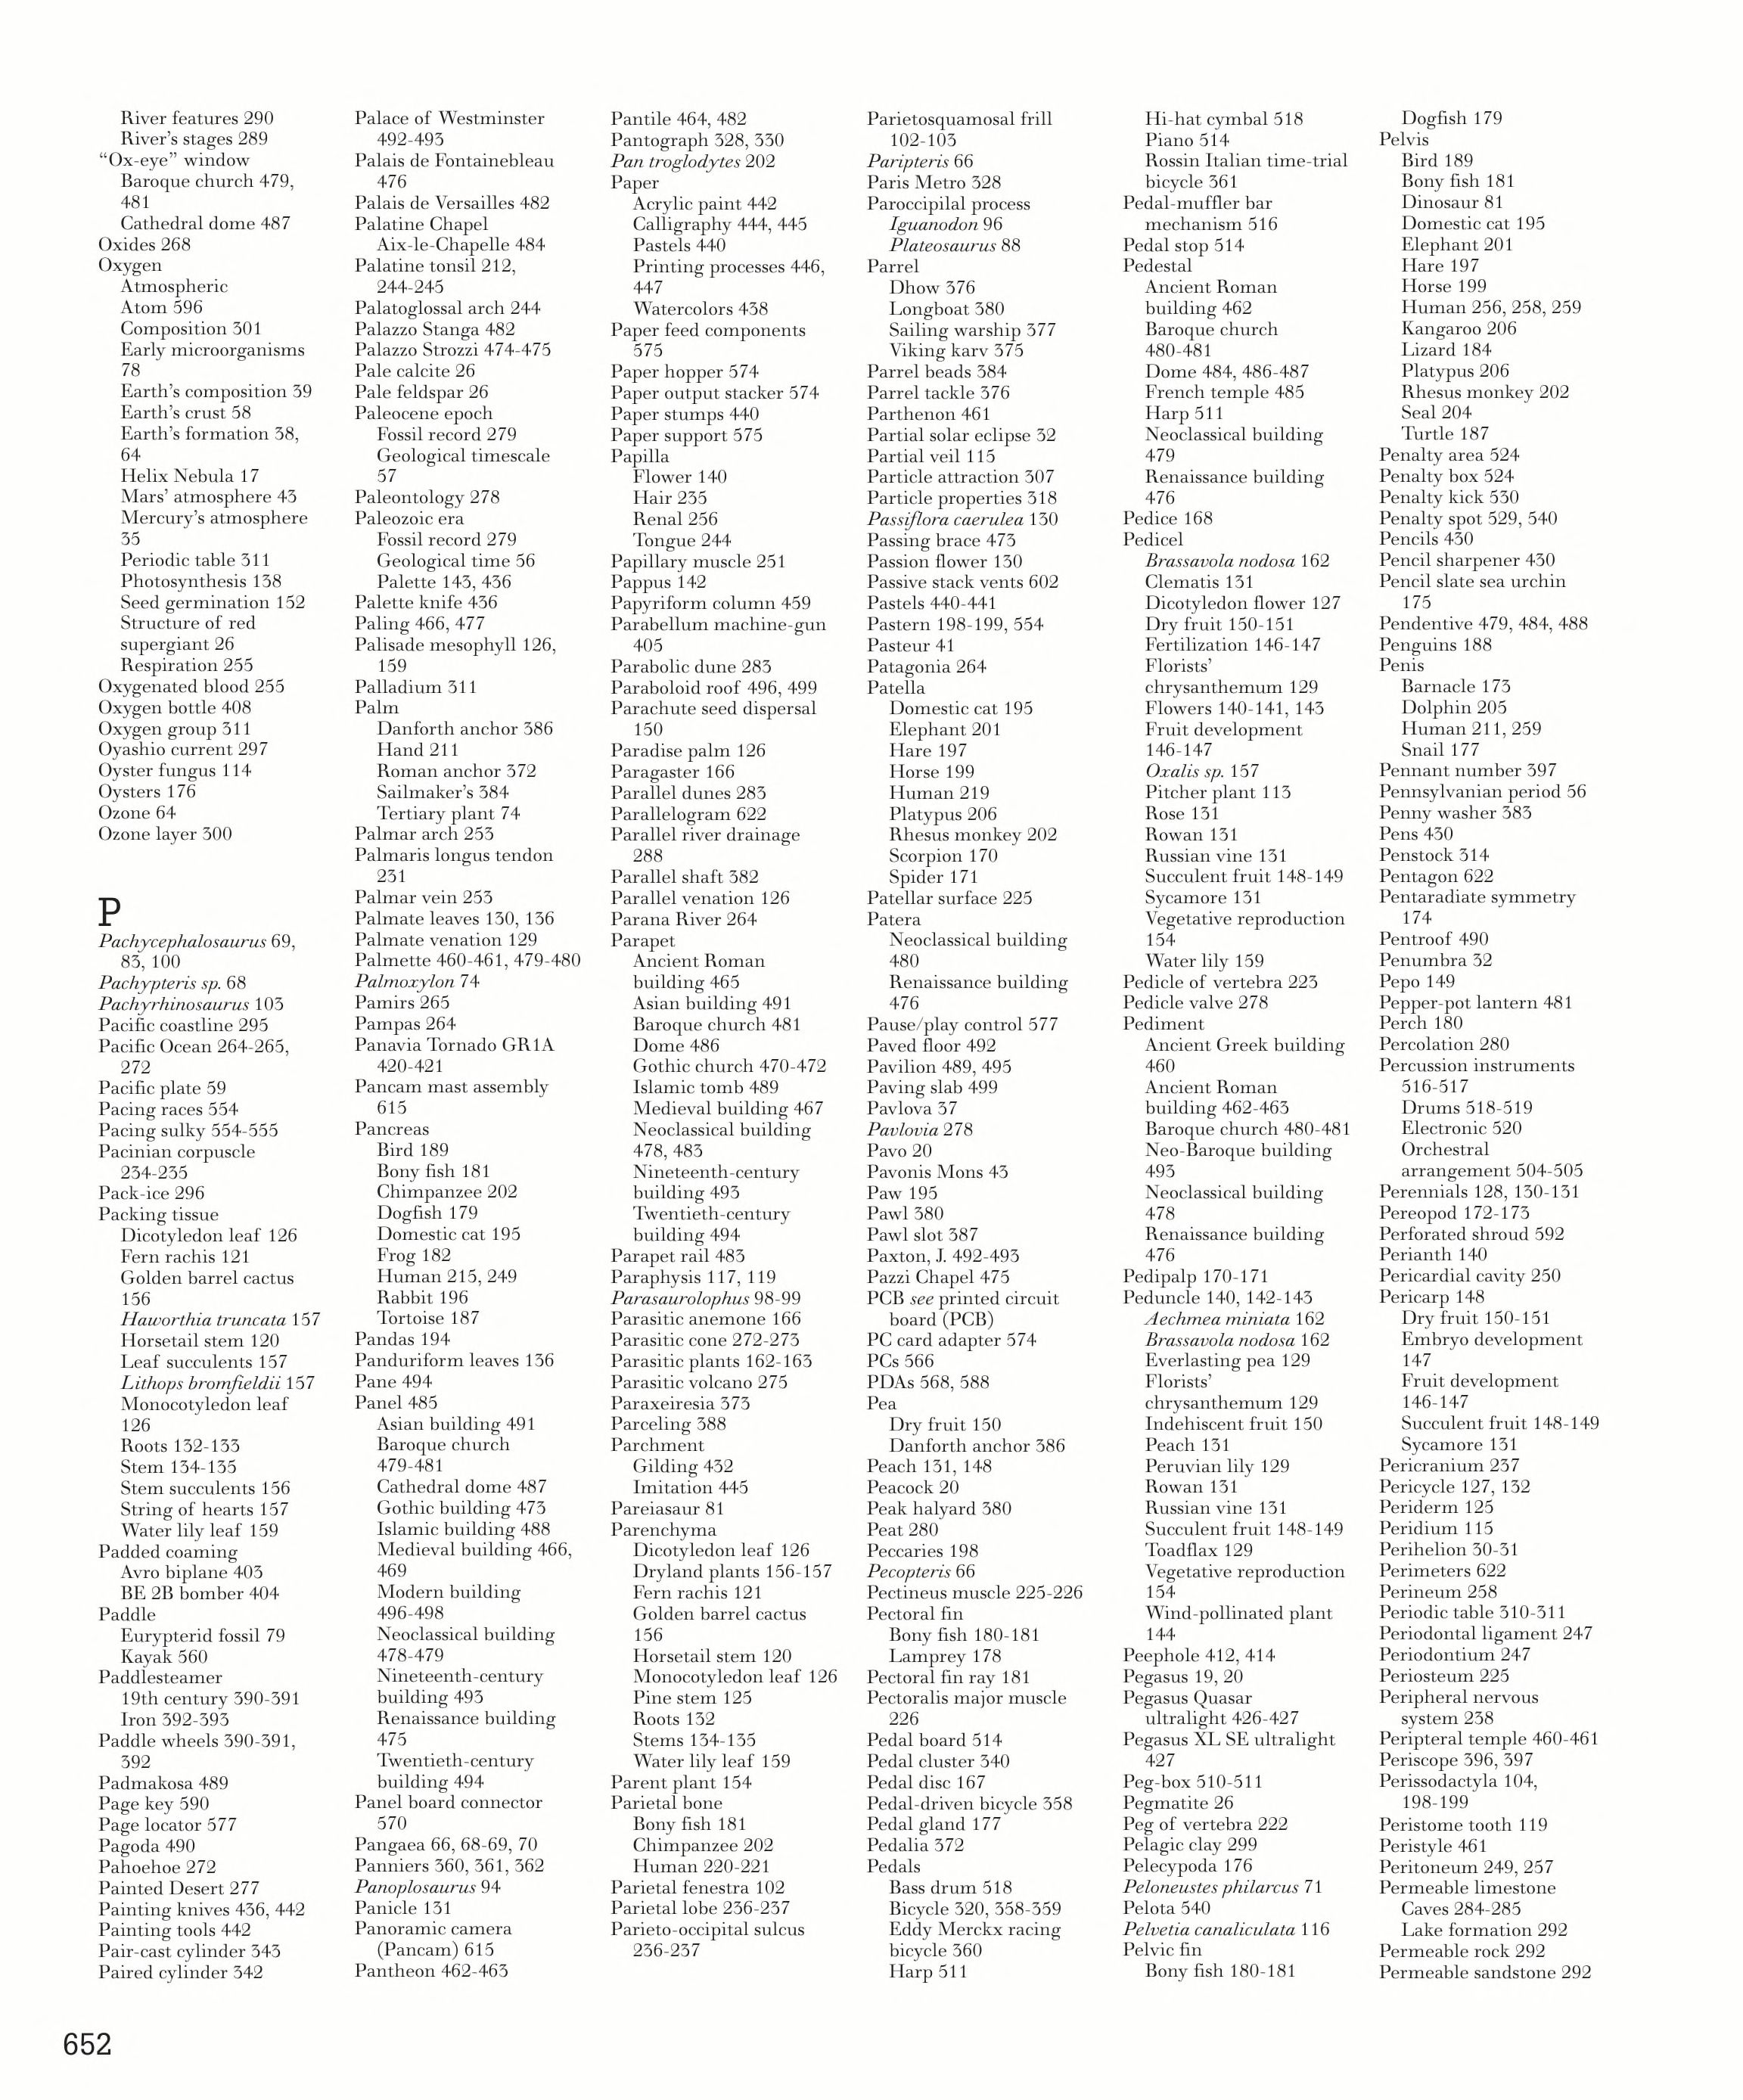 River features 290
River's stages 289
“Ox-eye” window
Baroque church 479,
481
Cathedral dome 487
Oxides 268
Oxygen
Atmospheric
Atom 596
Composition 301
Early microorganisms
78
Earth's composition 39
Earth's crust 58
Earth's formation 38,
64
Helix Nebula 17
Mars' atmosphere 43
Mercury's atmosphere
35
Periodic table 311
Photosynthesis 138
Seed germination 152
Structure of red
supergiant 26
Respiration 255
Oxygenated blood 255
Oxygen bottle 408
Oxygen group 311
Oyashio current 297
Oyster fungus 114
Oysters 176
Ozone 64
Ozone layer 300
P
Pachycephalosaurus 69,
83, 100
Pachypteris sp. 68
Pachyrhinosaurus 103
Pacific coastline 295
Pacific Ocean 264-265,
272
Pacific plate 59
Pacing races 554
Pacing sulky 554-555
Pacinian corpuscle
234-235
Pack-ice 296
Packing tissue
Dicotyledon leaf 126
Fern rachis 121
Golden barrel cactus
156
Haworthia truncata 157
Horsetail stem 120
Leaf succulents 157
Lithops bromfieldii 157
Monocotyledon leaf
126
Roots 132-133
Stem 134-135
Stem succulents 156
String of hearts 157
Water lily leaf 159
Padded coaming
Avro biplane 403
BE 2B bomber 404
Paddle
Eurypterid fossil 79
Kayak 560
Paddlesteamer
19th century 390-391
Iron 392-393
Paddle wheels 390-391,
392
Padmakosa 489
Page key 590
Page locator 577
Pagoda 490
Pahoehoe 272
Painted Desert 277
Painting knives 436, 442
Painting tools 442
Pair-cast cylinder 343
Paired cylinder 342
Palace of Westminster
492-493
Palais de Fontainebleau
476
Palais de Versailles 482
Palatine Chapel
Aix-le-Chapelle 484
Palatine tonsil 212,
244-245
Palatoglossal arch 244
Palazzo Stanga 482
Palazzo Strozzi 474-475
Pale calcite 26
Pale feldspar 26
Paleocene epoch
Fossil record 279
Geological timescale
57
Paleontology 278
Paleozoic era
Fossil record 279
Geological time 56
Palette 143, 436
Palette knife 436
Paling 466, 477
Palisade mesophyll 126,
159
Palladium 311
Palm
Danforth anchor 386
Hand 211
Roman anchor 372
Sailmaker's 384
Tertiary plant 74
Palmar arch 253
Palmaris longus tendon
231
Palmar vein 253
Palmate leaves 130, 136
Palmate venation 129
Palmette 460-461, 479-480
Palmoxylon 74
Pamirs 265
Pampas 264
Panavia Tornado GR1A
420-421
Pancam mast assembly
615
Pancreas
Bird 189
Bony fish 181
Chimpanzee 202
Dogfish 179
Domestic cat 195
Frog 182
Human 215, 249
Rabbit 196
Tortoise 187
Pandas 194
Panduriform leaves 136
Pane 494
Panel 485
Asian building 491
Baroque church
479-481
Cathedral dome 487
Gothic building 473
Islamic building 488
Medieval building 466,
469
Modern building
496-498
Neoclassical building
478-479
Nineteenth-century
building 493
Renaissance building
475
Twentieth-century
building 494
Panel board connector
570
Pangaea 66, 68-69, 70
Panniers 360, 361, 362
Panoplosaurus 94
Panicle 131
Panoramic camera
(Pancam) 615
Pantheon 462-463
Pantile 464, 482
Pantograph 328, 330
Pan troglodytes 202
Paper
Acrylic paint 442
Calligraphy 444, 445
Pastels 440
Printing processes 446,
447
Watercolors 438
Paper feed components
575
Paper hopper 574
Paper output stacker 574
Paper stumps 440
Paper support 575
Papilla
Flower 140
Hair 235
Renal 256
Tongue 244
Papillary muscle 251
Pappus 142
Papyriform column 459
Parabellum machine-gun
405
Parabolic dune 283
Paraboloid roof 496, 499
Parachute seed dispersal
150
Paradise palm 126
Paragaster 166
Parallel dunes 283
Parallelogram 622
Parallel river drainage
288
Parallel shaft 382
Parallel venation 126
Parana River 264
Parapet
Ancient Roman
building 465
Asian building 491
Baroque church 481
Dome 486
Gothic church 470-472
Islamic tomb 489
Medieval building 467
Neoclassical building
478, 483
Nineteenth-century
building 493
Twentieth-century
building 494
Parapet rail 483
Paraphysis 117, 119
Parasaurolophus 98-99
Parasitic anemone 166
Parasitic cone 272-273
Parasitic plants 162-163
Parasitic volcano 275
Paraxeiresia 373
Parceling 388
Parchment
Gilding 432
Imitation 445
Pareiasaur 81
Parenchyma
Dicotyledon leaf 126
Dryland plants 156-157
Fern rachis 121
Golden barrel cactus
156
Horsetail stem 120
Monocotyledon leaf 126
Pine stem 125
Roots 132
Stems 134-135
Water lily leaf 159
Parent plant 154
Parietal bone
Bony fish 181
Chimpanzee 202
Human 220-221
Parietal fenestra 102
Parietal lobe 236-237
Parieto-occipital sulcus
236-237
Parietosquamosal frill
102-103
Paripteris 66
Paris Metro 328
Paroccipilal process
Iguanodon 96
Plateosaurus 88
Parrel
Dhow 376
Longboat 380
Sailing warship 377
Viking karv 375
Parrel beads 384
Parrel tackle 376
Parthenon 461
Partial solar eclipse 32
Partial veil 115
Particle attraction 307
Particle properties 318
Passiflora caerulea 130
Passing brace 473
Passion flower 130
Passive stack vents 602
Pastels 440-441
Pastern 198-199, 554
Pasteur 41
Patagonia 264
Patella
Domestic cat 195
Elephant 201
Hare 197
Horse 199
Human 219
Platypus 206
Rhesus monkey 202
Scorpion 170
Spider 171
Patellar surface 225
Patera
Neoclassical building
480
Renaissance building
476
Pause/play control 577
Paved floor 492
Pavilion 489, 495
Paving slab 499
Pavlova 37
Pavlovia 278
Pavo 20
Pavonis Mons 43
Paw 195
Pawl 380
Pawl slot 387
Paxton, J. 492-493
Pazzi Chapel 475
PCB see printed circuit
board (PCB)
PC card adapter 574
PCs 566
PDAs 568, 588
Pea
Dry fruit 150
Danforth anchor 386
Peach 131, 148
Peacock 20
Peak halyard 380
Peat 280
Peccaries 198
Pecopteris 66
Pectineus muscle 225-226
Pectoral fin
Bony fish 180-181
Lamprey 178
Pectoral fin ray 181
Pectoralis major muscle
226
Pedal board 514
Pedal cluster 340
Pedal disc 167
Pedal-driven bicycle 358
Pedal gland 177
Pedalia 372
Pedals
Bass drum 518
Bicycle 320, 358-359
Eddy Merckx racing
bicycle 360
Harp 511
Hi-hat cymbal 518
Piano 514
Rossin Italian time-trial
bicycle 361
Pedal-muffler bar
mechanism 516
Pedal stop 514
Pedestal
Ancient Roman
building 462
Baroque church
480-481
Dome 484, 486-487
French temple 485
Harp 511
Neoclassical building
479
Renaissance building
476
Pedice 168
Pedicel
Brassavola nodosa 162
Clematis 131
Dicotyledon flower 127
Dry fruit 150-151
Fertilization 146-147
Florists'
chrysanthemum 129
Flowers 140-141, 143
Fruit development
146-147
Oxalis sp. 157
Pitcher plant 113
Rose 131
Rowan 131
Russian vine 131
Succulent fruit 148-149
Sycamore 131
Vegetative reproduction
154
Water lily 159
Pedicle of vertebra 223
Pedicle valve 278
Pediment
Ancient Greek building
460
Ancient Roman
building 462-463
Baroque church 480-481
Neo-Baroque building
493
Neoclassical building
478
Renaissance building
476
Pedipalp 170-171
Peduncle 140, 142-143
Aechmea miniata 162
Brassavola nodosa 162
Everlasting pea 129
Florists'
chrysanthemum 129
Indehiscent fruit 150
Peach 131
Peruvian lily 129
Rowan 131
Russian vine 131
Succulent fruit 148-149
Toadflax 129
Vegetative reproduction
154
Wind-pollinated plant
144
Peephole 412, 414
Pegasus 19, 20
Pegasus Quasar
ultralight 426-427
Pegasus XL SE ultralight
427
Peg-box 510-511
Pegmatite 26
Peg of vertebra 222
Pelagic clay 299
Pelecypoda 176
Peloneustes philarcus 71
Pelota 540
Pelvetia canaliculata 116
Pelvic fin
Bony fish 180-181
Dogfish 179
Pelvis
Bird 189
Bony fish 181
Dinosaur 81
Domestic cat 195
Elephant 201
Hare 197
Horse 199
Human 256, 258, 259
Kangaroo 206
Lizard 184
Platypus 206
Rhesus monkey 202
Seal 204
Turtle 187
Penalty area 524
Penalty box 524
Penalty kick 530
Penalty spot 529, 540
Pencils 430
Pencil sharpener 430
Pencil slate sea urchin
175
Pendentive 479, 484, 488
Penguins 188
Penis
Barnacle 173
Dolphin 205
Human 211, 259
Snail 177
Pennant number 397
Pennsylvanian period 56
Penny washer 383
Pens 430
Penstock 314
Pentagon 622
Pentaradiate symmetry
174
Pentroof 490
Penumbra 32
Pepo 149
Pepper-pot lantern 481
Perch 180
Percolation 280
Percussion instruments
516-517
Drums 518-519
Electronic 520
Orchestral
arrangement 504-505
Perennials 128, 130-131
Pereopod 172-173
Perforated shroud 592
Perianth 140
Pericardial cavity 250
Pericarp 148
Dry fruit 150-151
Embryo development
147
Fruit development
146-147
Succulent fruit 148-149
Sycamore 131
Pericranium 237
Pericycle 127, 132
Periderm 125
Peridium 115
Perihelion 30-31
Perimeters 622
Perineum 258
Periodic table 310-311
Periodontal ligament 247
Periodontium 247
Periosteum 225
Peripheral nervous
system 238
Peripteral temple 460-461
Periscope 396, 397
Perissodactyla 104,
198-199
Peristome tooth 119
Peristyle 461
Peritoneum 249, 257
Permeable limestone
Caves 284-285
Lake formation 292
Permeable rock 292
Permeable sandstone 292
652